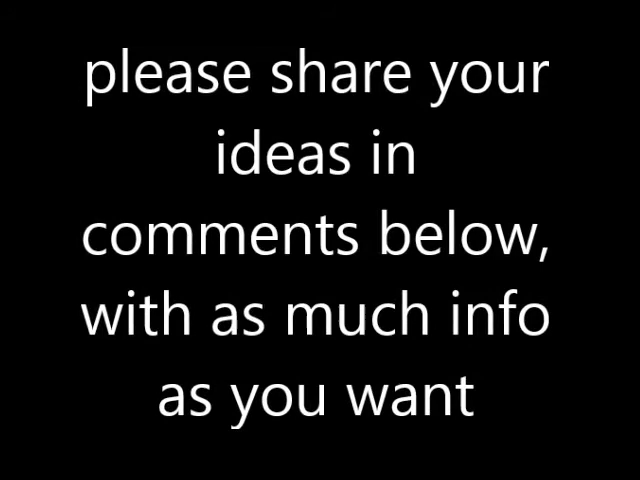 please share your
ideas in
comments below,
with as much info
as you want